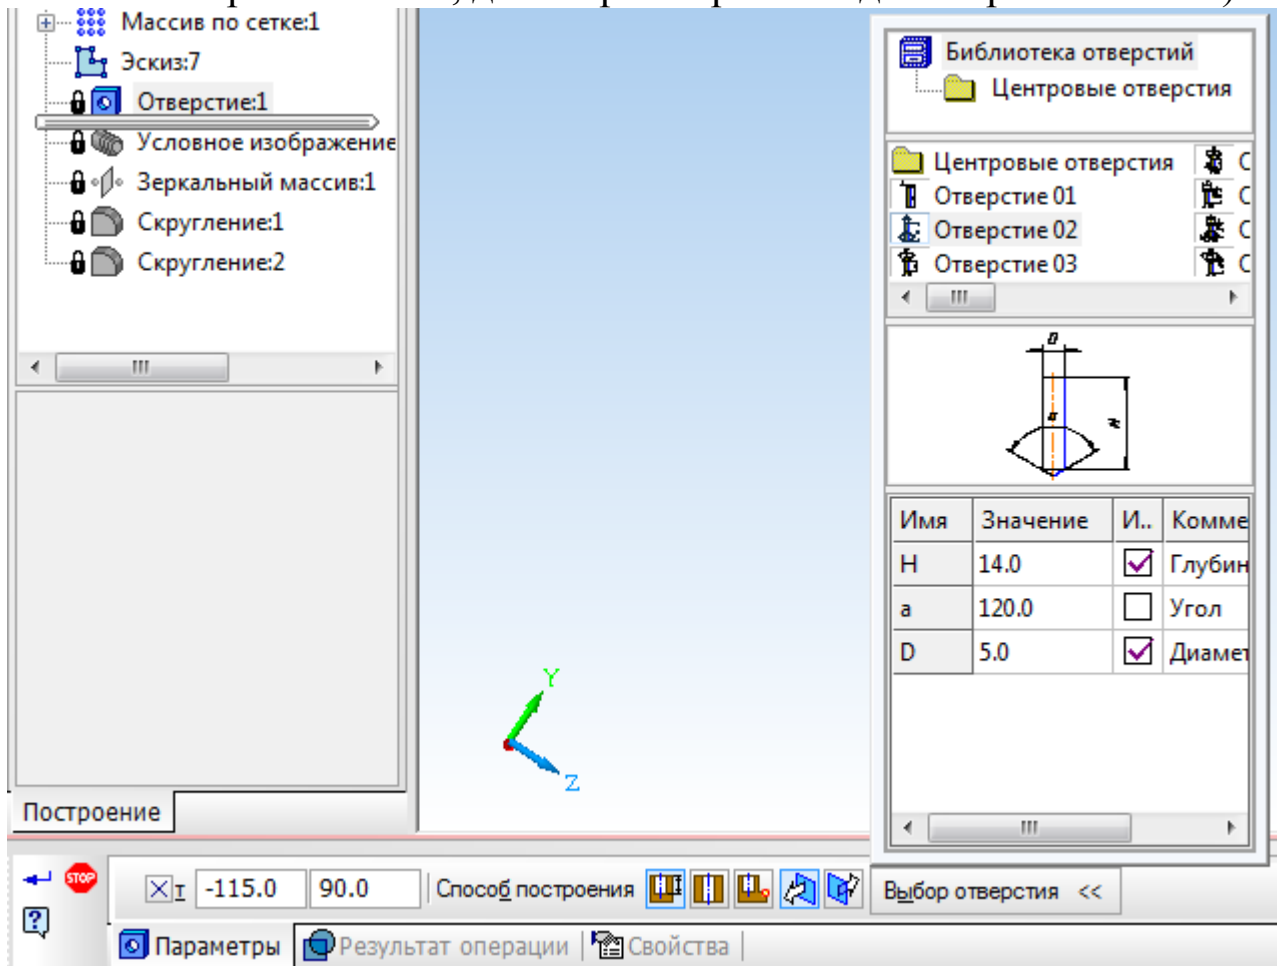 Массив по сетке:1
Эскиз:7
Отверстие:1
Условное изображение
Зеркальный массив:1
Скругление:1
Скругление:2
Построение
Y
Z
Библиотека отверстий
Центровые отверстия
Центровые отверстия С
Отверстие 01 С
Отверстие 02 С
Отверстие 03 С
D
a
H
Имя Значение И.. Комме
H 14.0 Глубин
a 120.0 Угол
D 5.0 Диамет
STOP т -115.0 90.0 Способ построения Выбор отверстия <<
Параметры Результат операции Свойства